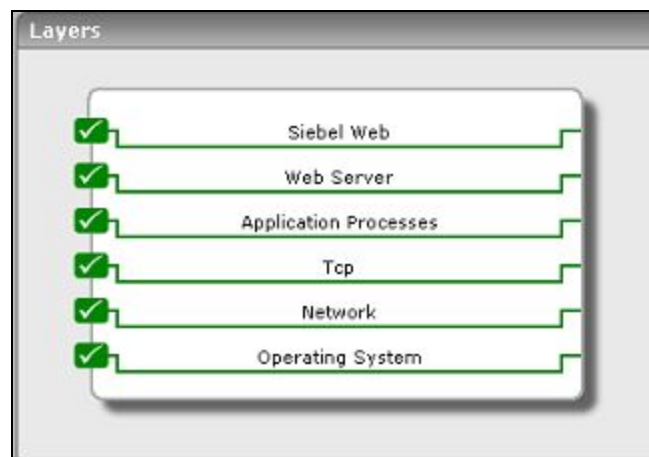 Layers
Siebel Web
Web Server
Application Processes
Tcp
Network
Operating System